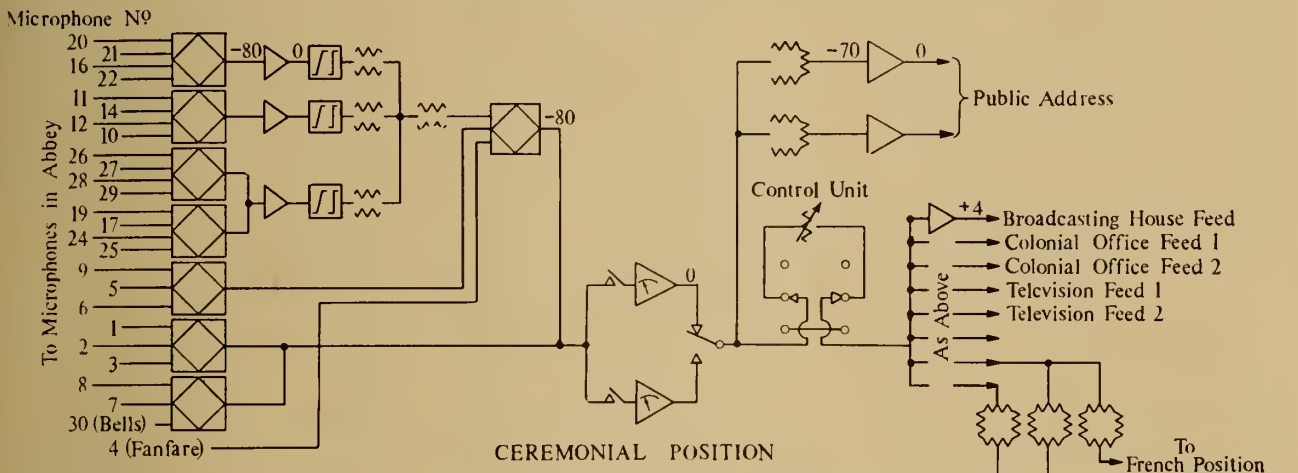 Microphone Nº
20
21
16
22
-80
0
11
14
12
10
26
27
28
29
19
17
24
25
9
5
6
1
2
3
8
7
30 (Bells)
4 (Fanfare)
To Microphones in Abbey
-80
0
CEREMONIAL POSITION
-70
0
Public Address
Control Unit
+4
Broadcasting House Feed
Colonial Office Feed 1
Colonial Office Feed 2
Television Feed 1
Television Feed 2
As Above
To
French Position